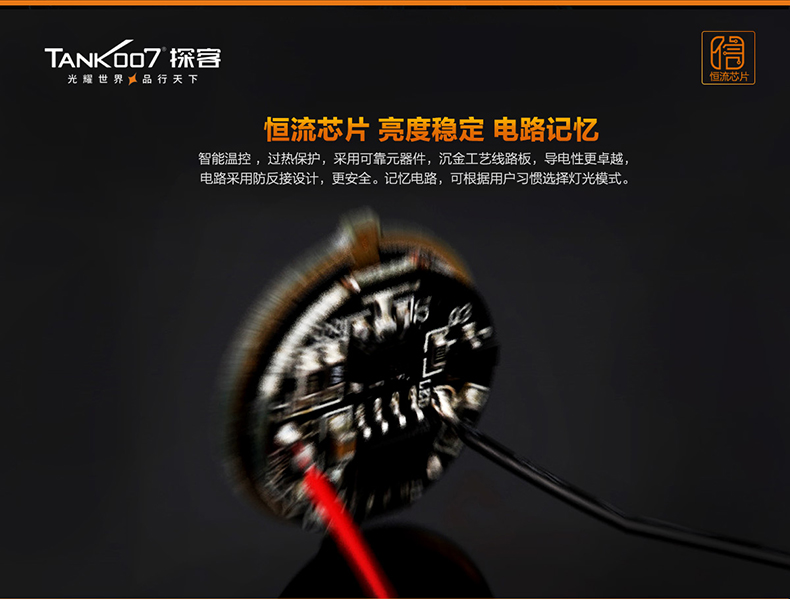 TANK007® 探客
光耀世界 品行天下
恒流芯片
恒流芯片 亮度稳定 电路记忆
智能温控，过热保护，采用可靠元器件，沉金工艺线路板，导电性更卓越，
电路采用防反接设计，更安全。记忆电路，可根据用户习惯选择灯光模式。